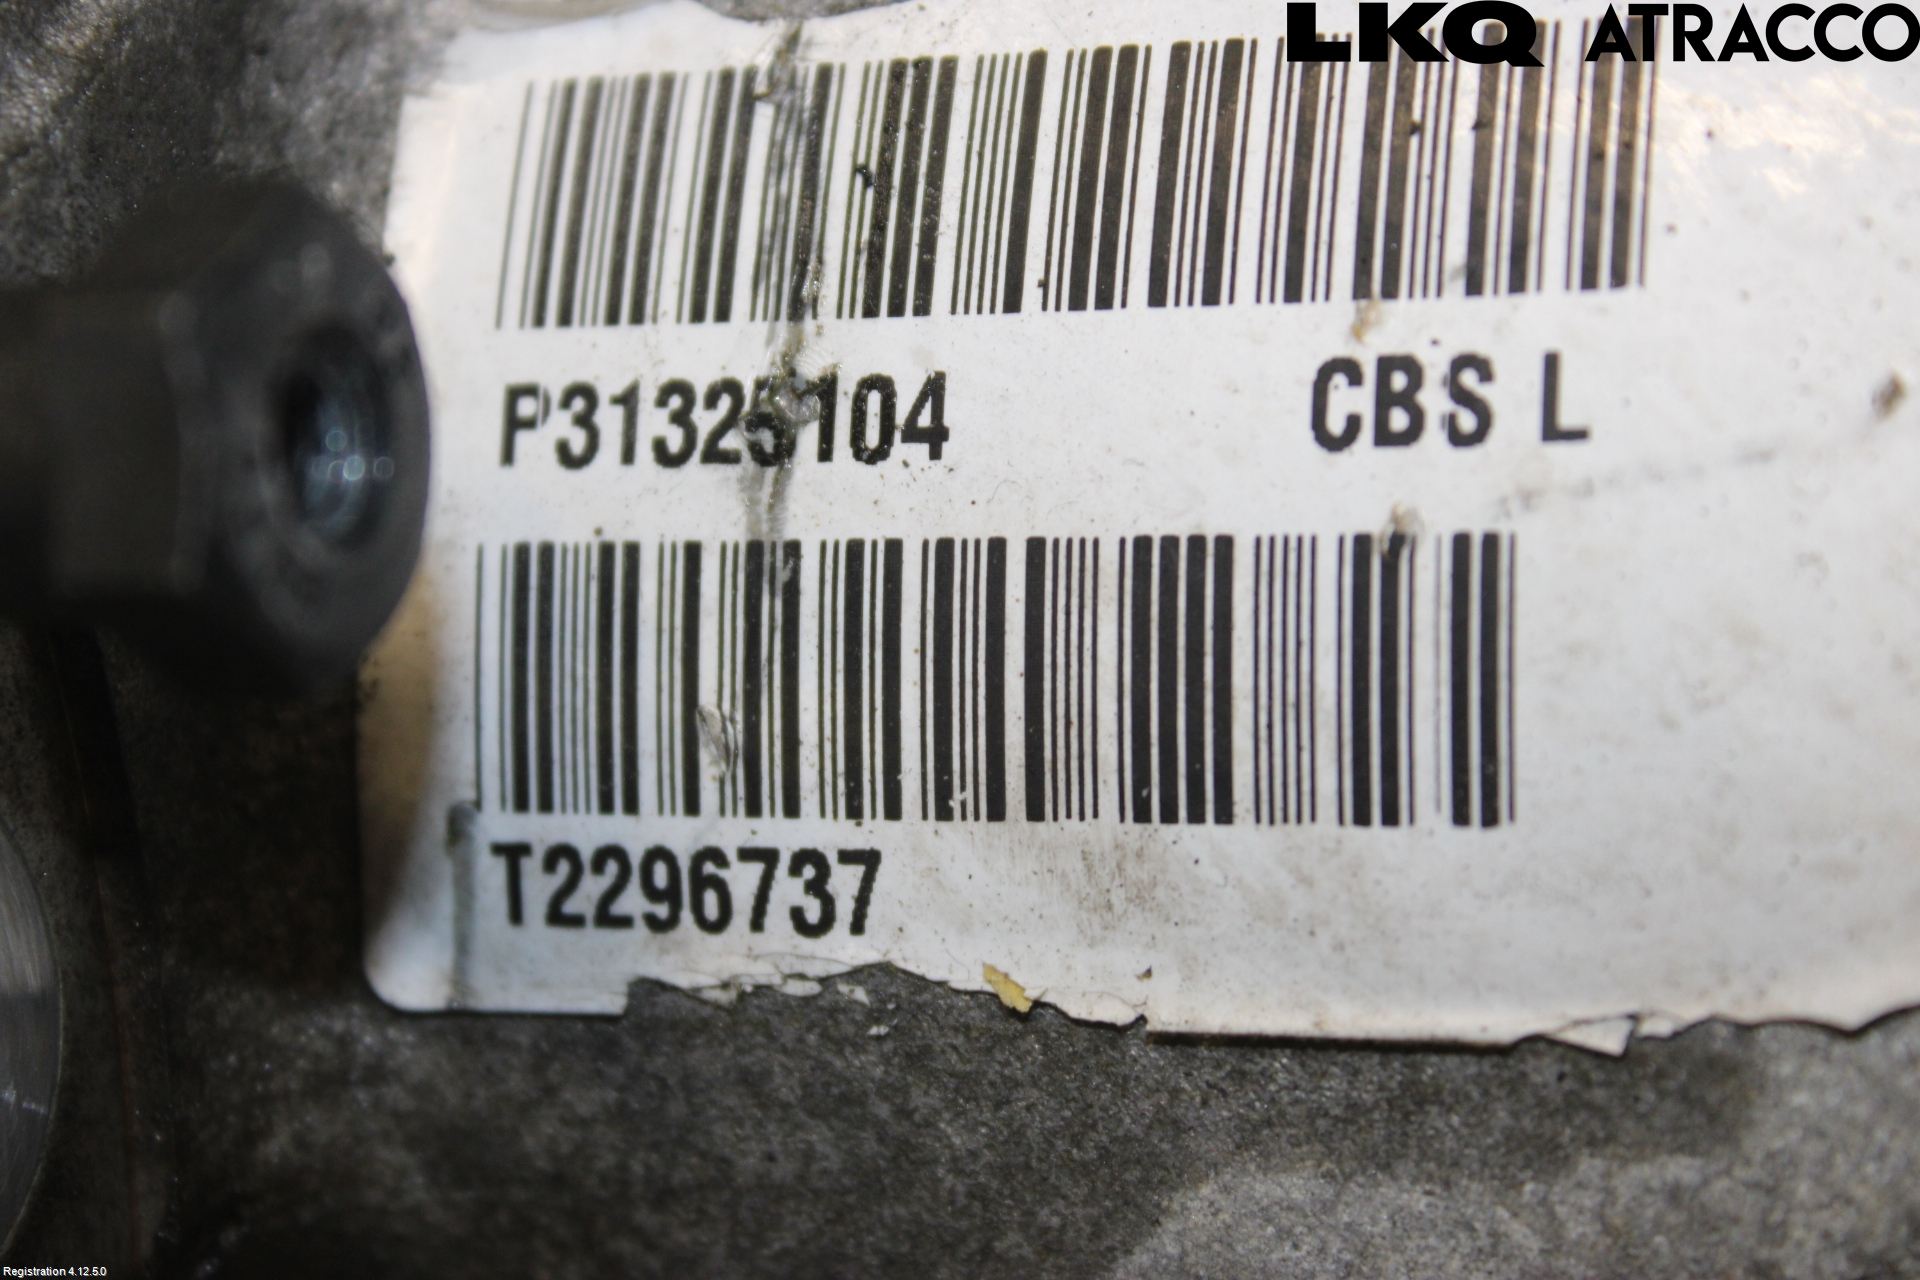 LKQ ATRACCO
P31325104 CBS L
T2296737
Registration 4.12.5.0